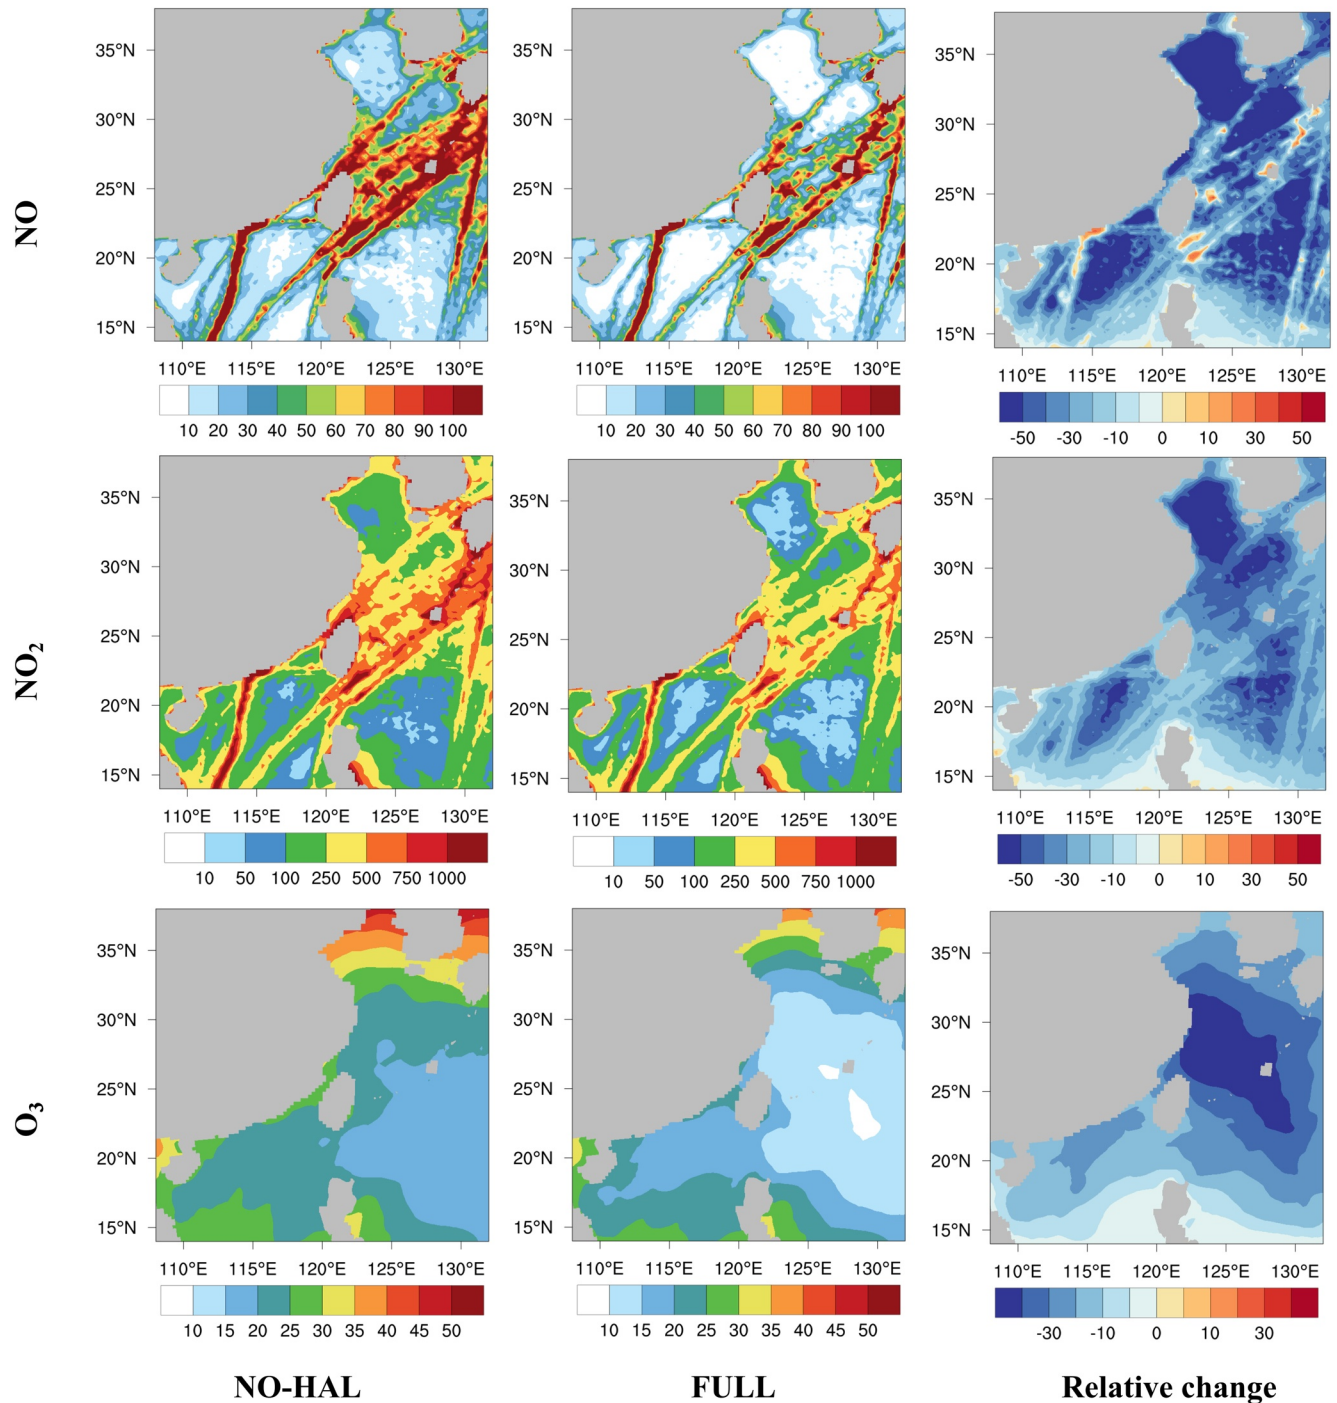 NO
35°N
30°N
25°N
20°N
15°N
110°E 115°E 120°E 125°E 130°E
10 20 30 40 50 60 70 80 90 100
35°N
30°N
25°N
20°N
15°N
110°E 115°E 120°E 125°E 130°E
10 20 30 40 50 60 70 80 90 100
35°N
30°N
25°N
20°N
15°N
110°E 115°E 120°E 125°E 130°E
-50 -30 -10 0 10 30 50
NO₂
35°N
30°N
25°N
20°N
15°N
110°E 115°E 120°E 125°E 130°E
10 50 100 250 500 750 1000
35°N
30°N
25°N
20°N
15°N
110°E 115°E 120°E 125°E 130°E
10 50 100 250 500 750 1000
35°N
30°N
25°N
20°N
15°N
110°E 115°E 120°E 125°E 130°E
-50 -30 -10 0 10 30 50
O₃
35°N
30°N
25°N
20°N
15°N
110°E 115°E 120°E 125°E 130°E
10 15 20 25 30 35 40 45 50
35°N
30°N
25°N
20°N
15°N
110°E 115°E 120°E 125°E 130°E
10 15 20 25 30 35 40 45 50
35°N
30°N
25°N
20°N
15°N
110°E 115°E 120°E 125°E 130°E
-30 -10 0 10 30
NO-HAL FULL Relative change